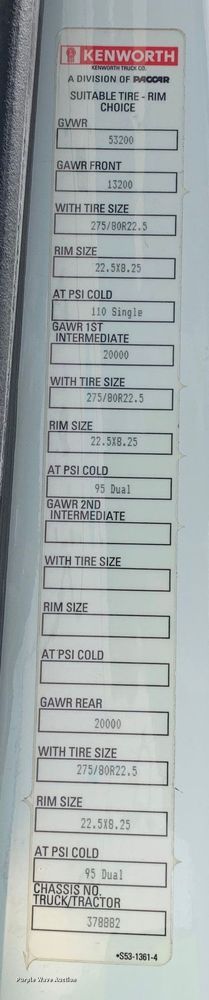 KENWORTH
KENWORTH TRUCK CO.
A DIVISION OF PACCAR
SUITABLE TIRE - RIM
CHOICE
GVWR
53200
GAWR FRONT
13200
WITH TIRE SIZE
275/80R22.5
RIM SIZE
22.5X8.25
AT PSI COLD
110 Single
GAWR 1ST
INTERMEDIATE
20000
WITH TIRE SIZE
275/80R22.5
RIM SIZE
22.5X8.25
AT PSI COLD
95 Dual
GAWR 2ND
INTERMEDIATE
WITH TIRE SIZE
RIM SIZE
AT PSI COLD
GAWR REAR
20000
WITH TIRE SIZE
275/80R22.5
RIM SIZE
22.5X8.25
AT PSI COLD
95 Dual
CHASSIS NO.
TRUCK/TRACTOR
378882
*S53-1361-4
Purple Wave Auction